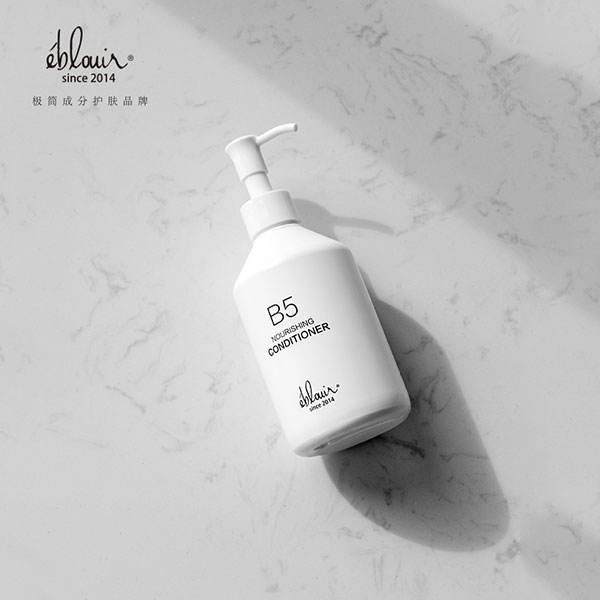 éblouir®
since 2014
极简成分护肤品牌
B5
NOURISHING
CONDITIONER
éblouir®
since 2014